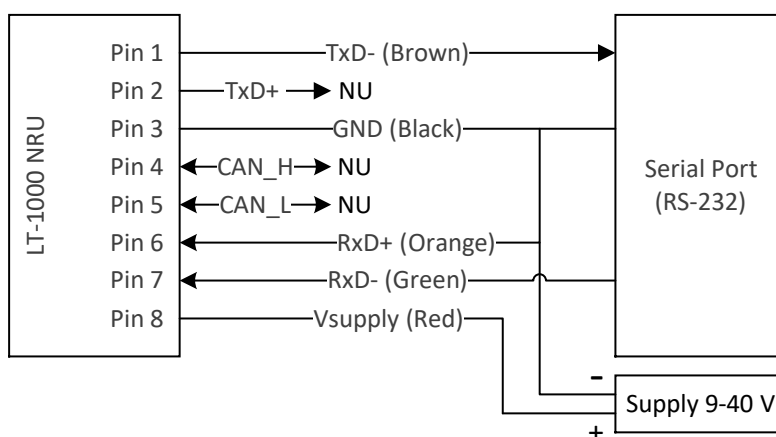 LT-1000 NRU
Pin 1 TxD- (Brown)
Pin 2 TxD+ NU
Pin 3 GND (Black)
Pin 4 CAN_H NU
Pin 5 CAN_L NU
Pin 6 RxD+ (Orange)
Pin 7 RxD- (Green)
Pin 8 Vsupply (Red)
Serial Port
(RS-232)
-
Supply 9-40 V
+